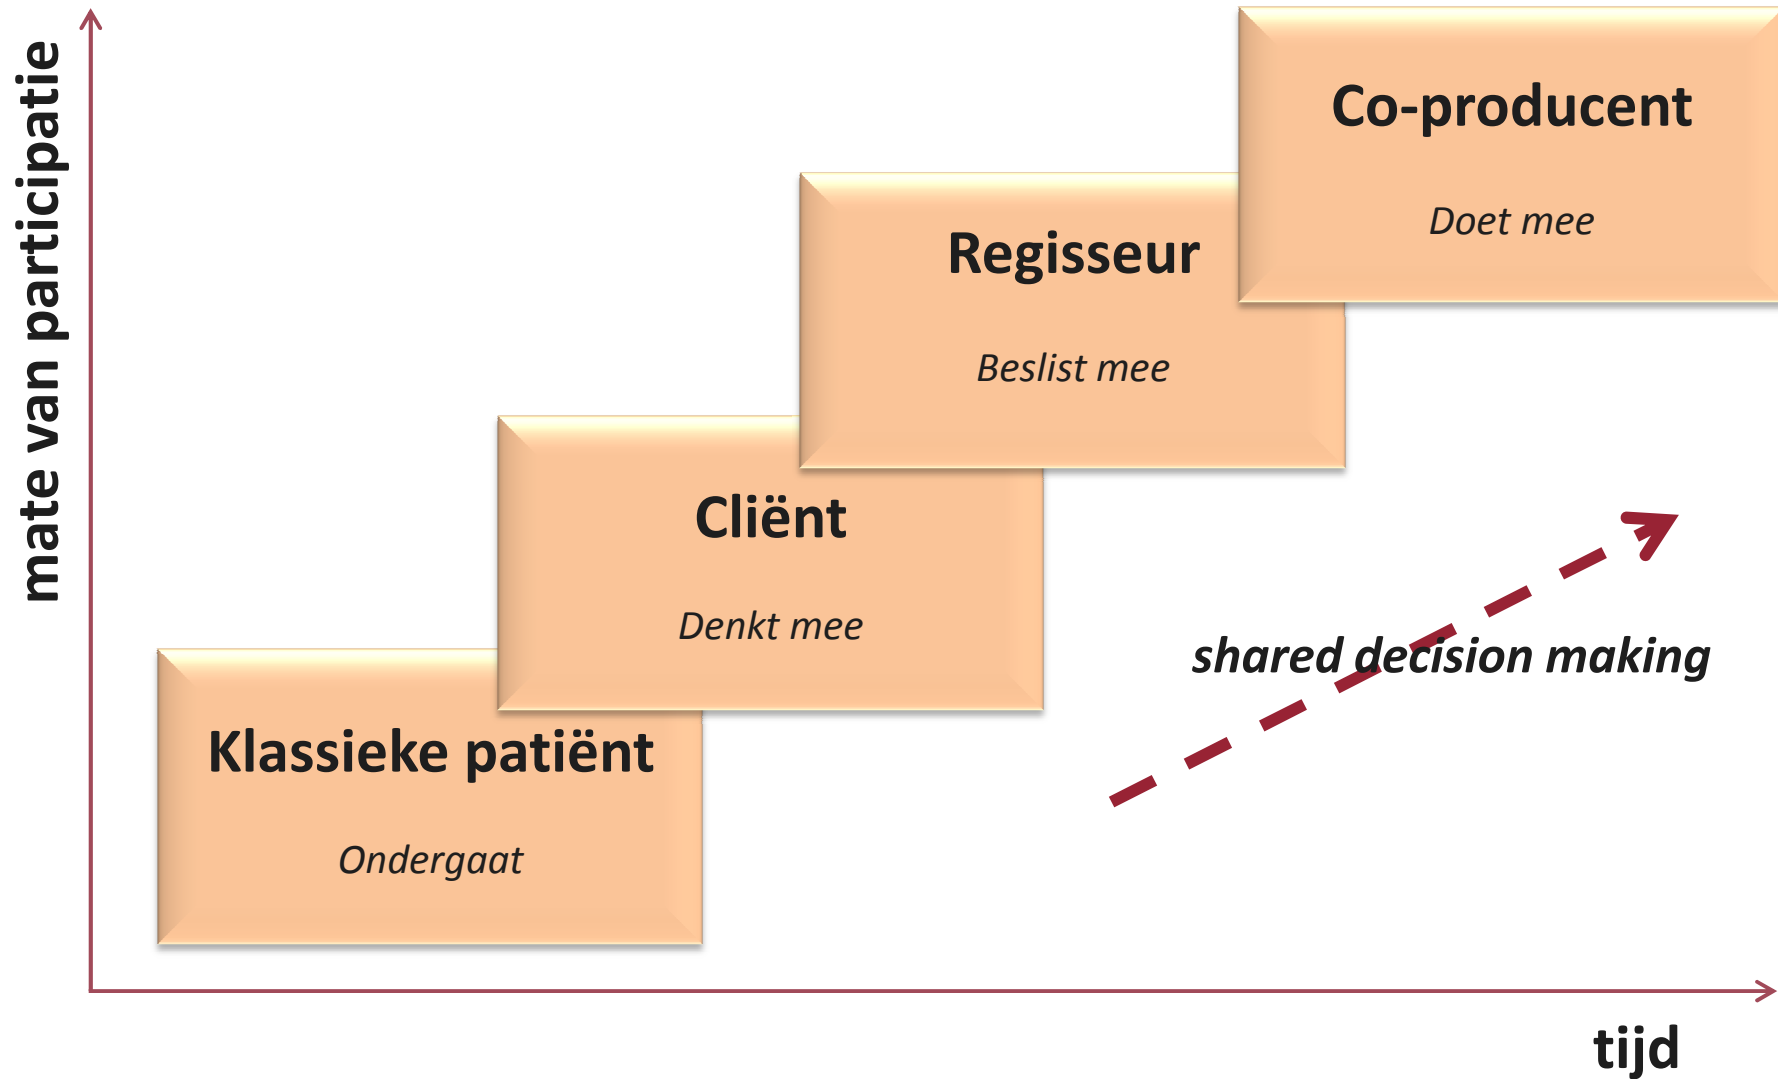 mate van participatie
Co-producent
Doet mee
Regisseur
Beslist mee
Cliënt
Denkt mee
Klassieke patiënt
Ondergaat
shared decision making
tijd